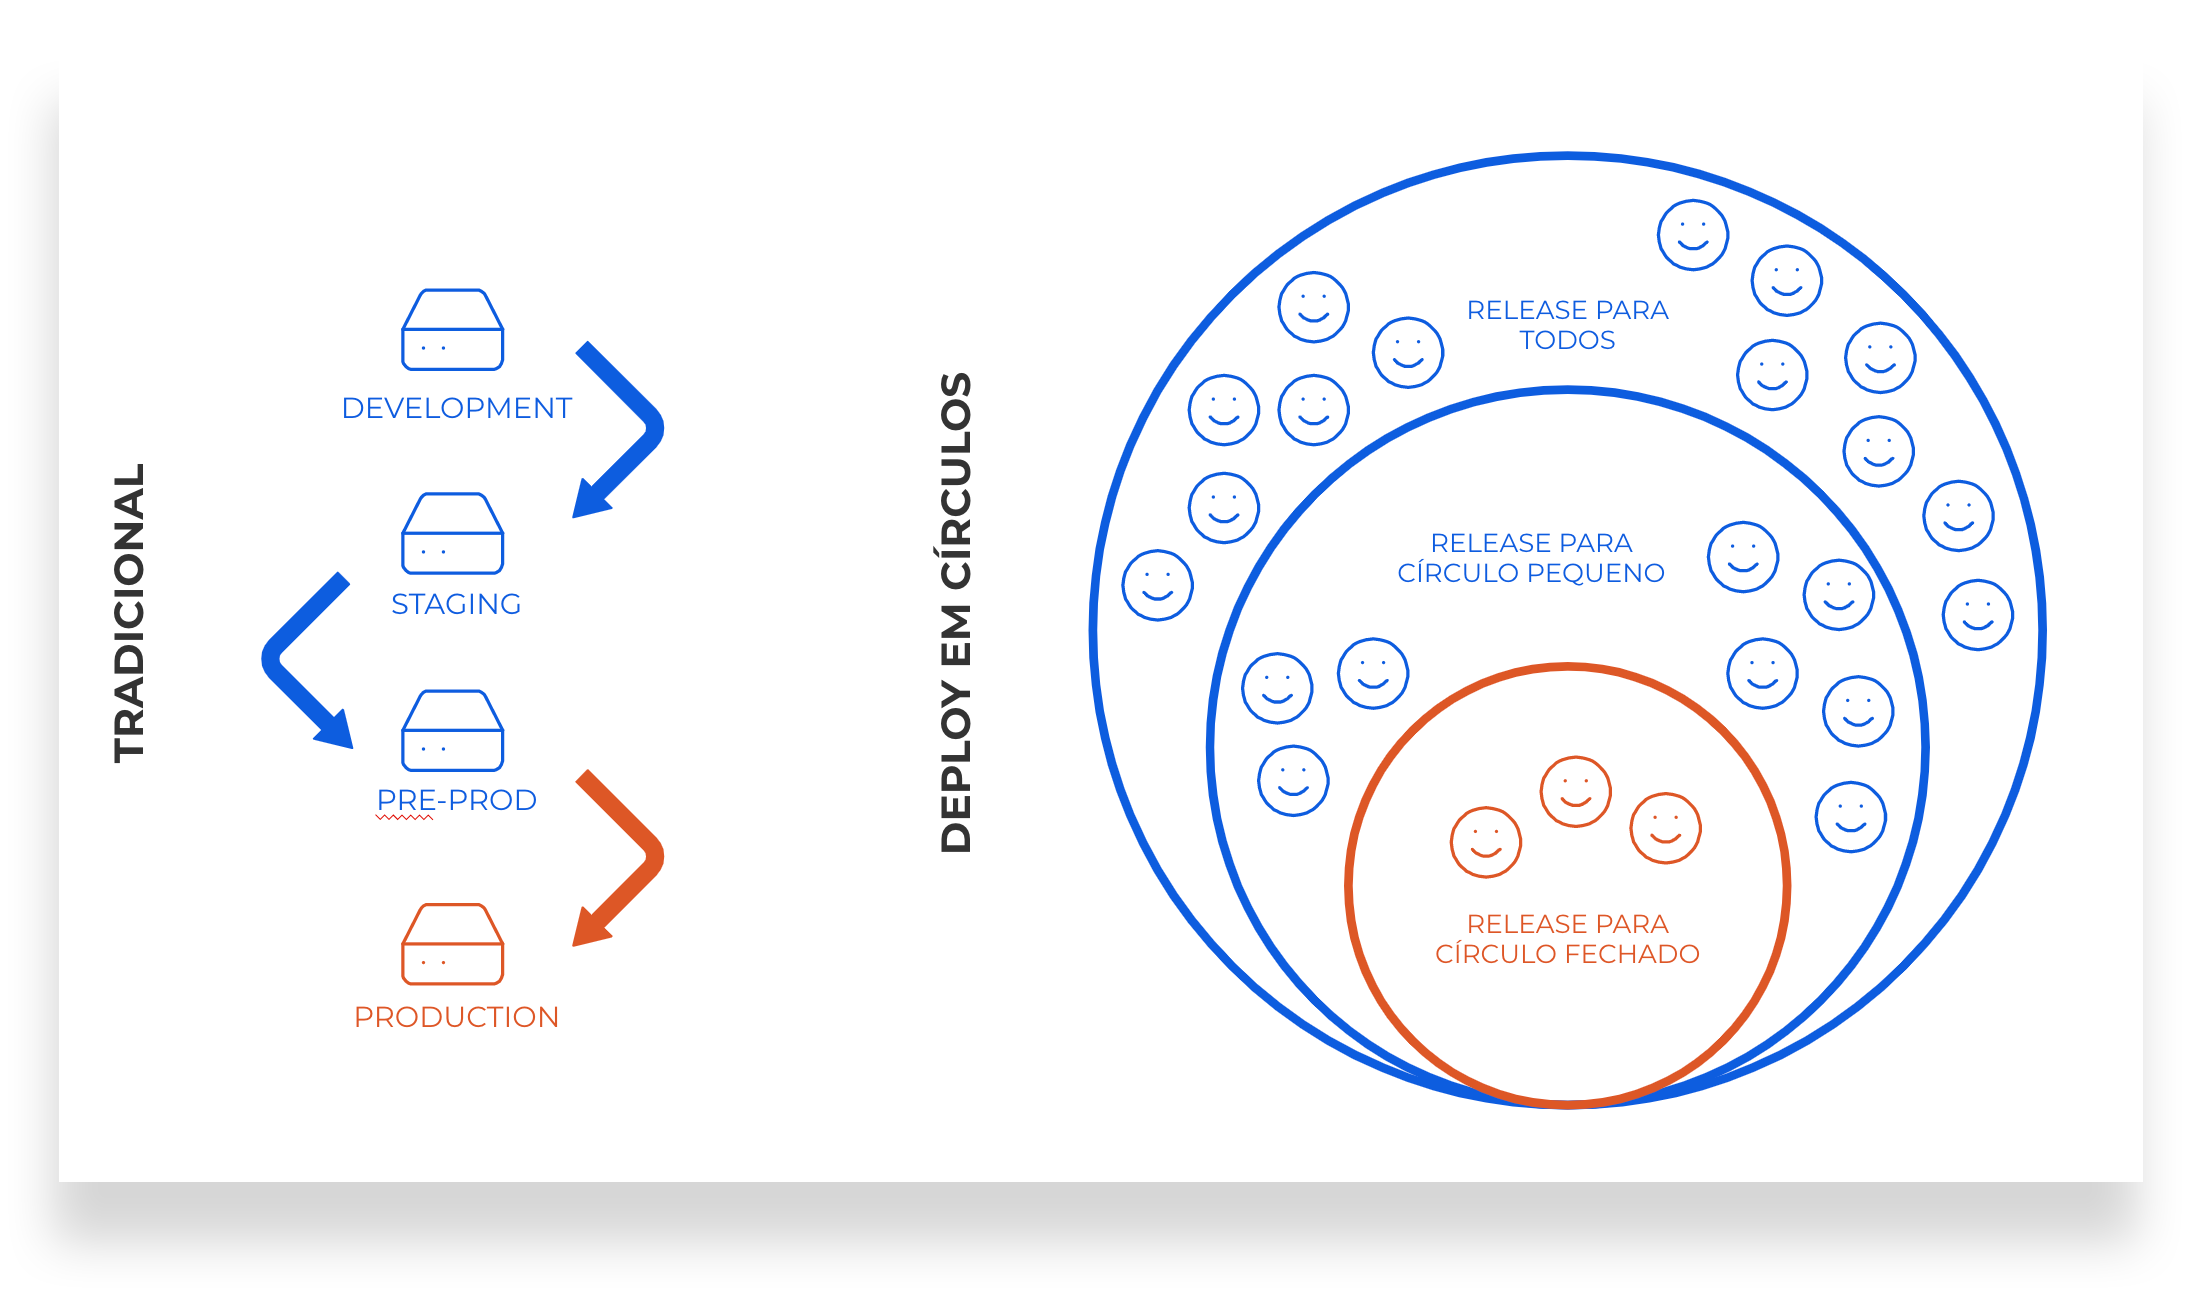 TRADICIONAL
DEVELOPMENT
STAGING
PRE-PROD
PRODUCTION
DEPLOY EM CÍRCULOS
RELEASE PARA
TODOS
RELEASE PARA
CÍRCULO PEQUENO
RELEASE PARA
CÍRCULO FECHADO